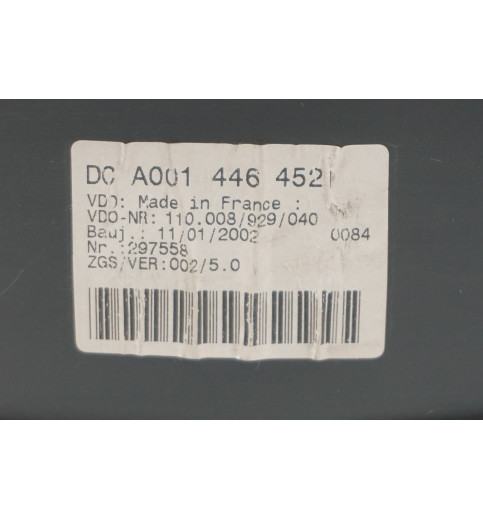 DC A001 446 452
VDO: Made in France :
VDO-NR: 110.008/929/040
Bauj.: 11/01/2002 0084
Nr.:297558
ZGS/VER:002/5.0